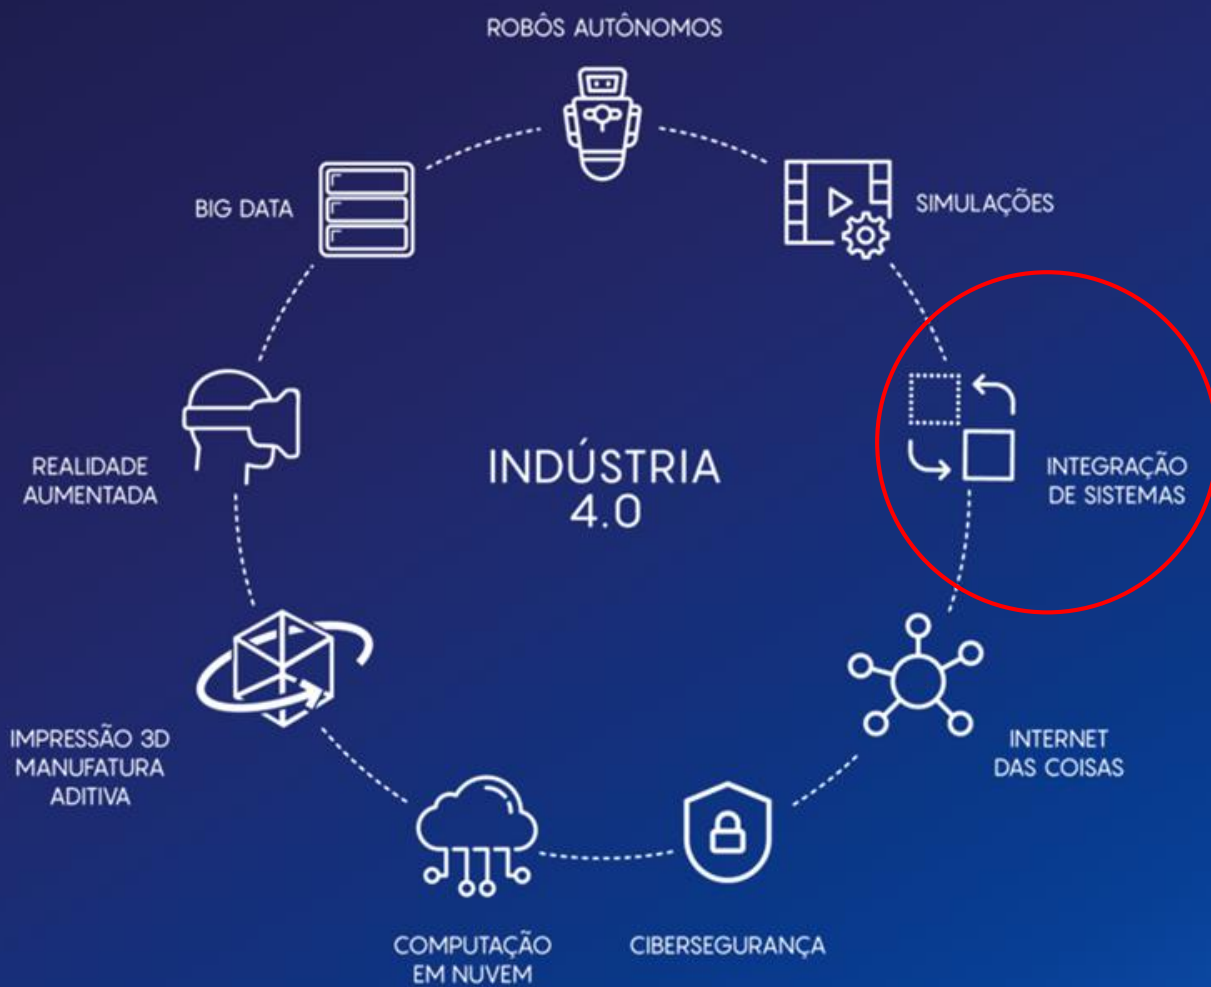 ROBÔS AUTÔNOMOS
BIG DATA
SIMULAÇÕES
REALIDADE
AUMENTADA
INDÚSTRIA
4.0
INTEGRAÇÃO
DE SISTEMAS
IMPRESSÃO 3D
MANUFATURA
ADITIVA
INTERNET
DAS COISAS
COMPUTAÇÃO
EM NUVEM
CIBERSEGURANÇA